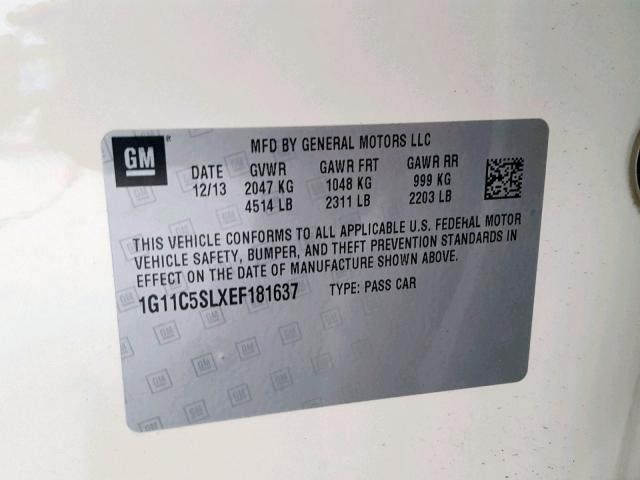 GM
MFD BY GENERAL MOTORS LLC
DATE GVWR GAWR FRT GAWR RR
12/13 2047 KG 1048 KG 999 KG
4514 LB 2311 LB 2203 LB
THIS VEHICLE CONFORMS TO ALL APPLICABLE U.S. FEDERAL MOTOR
VEHICLE SAFETY, BUMPER, AND THEFT PREVENTION STANDARDS IN
EFFECT ON THE DATE OF MANUFACTURE SHOWN ABOVE.
1G11C5SLXEF181637 TYPE: PASS CAR